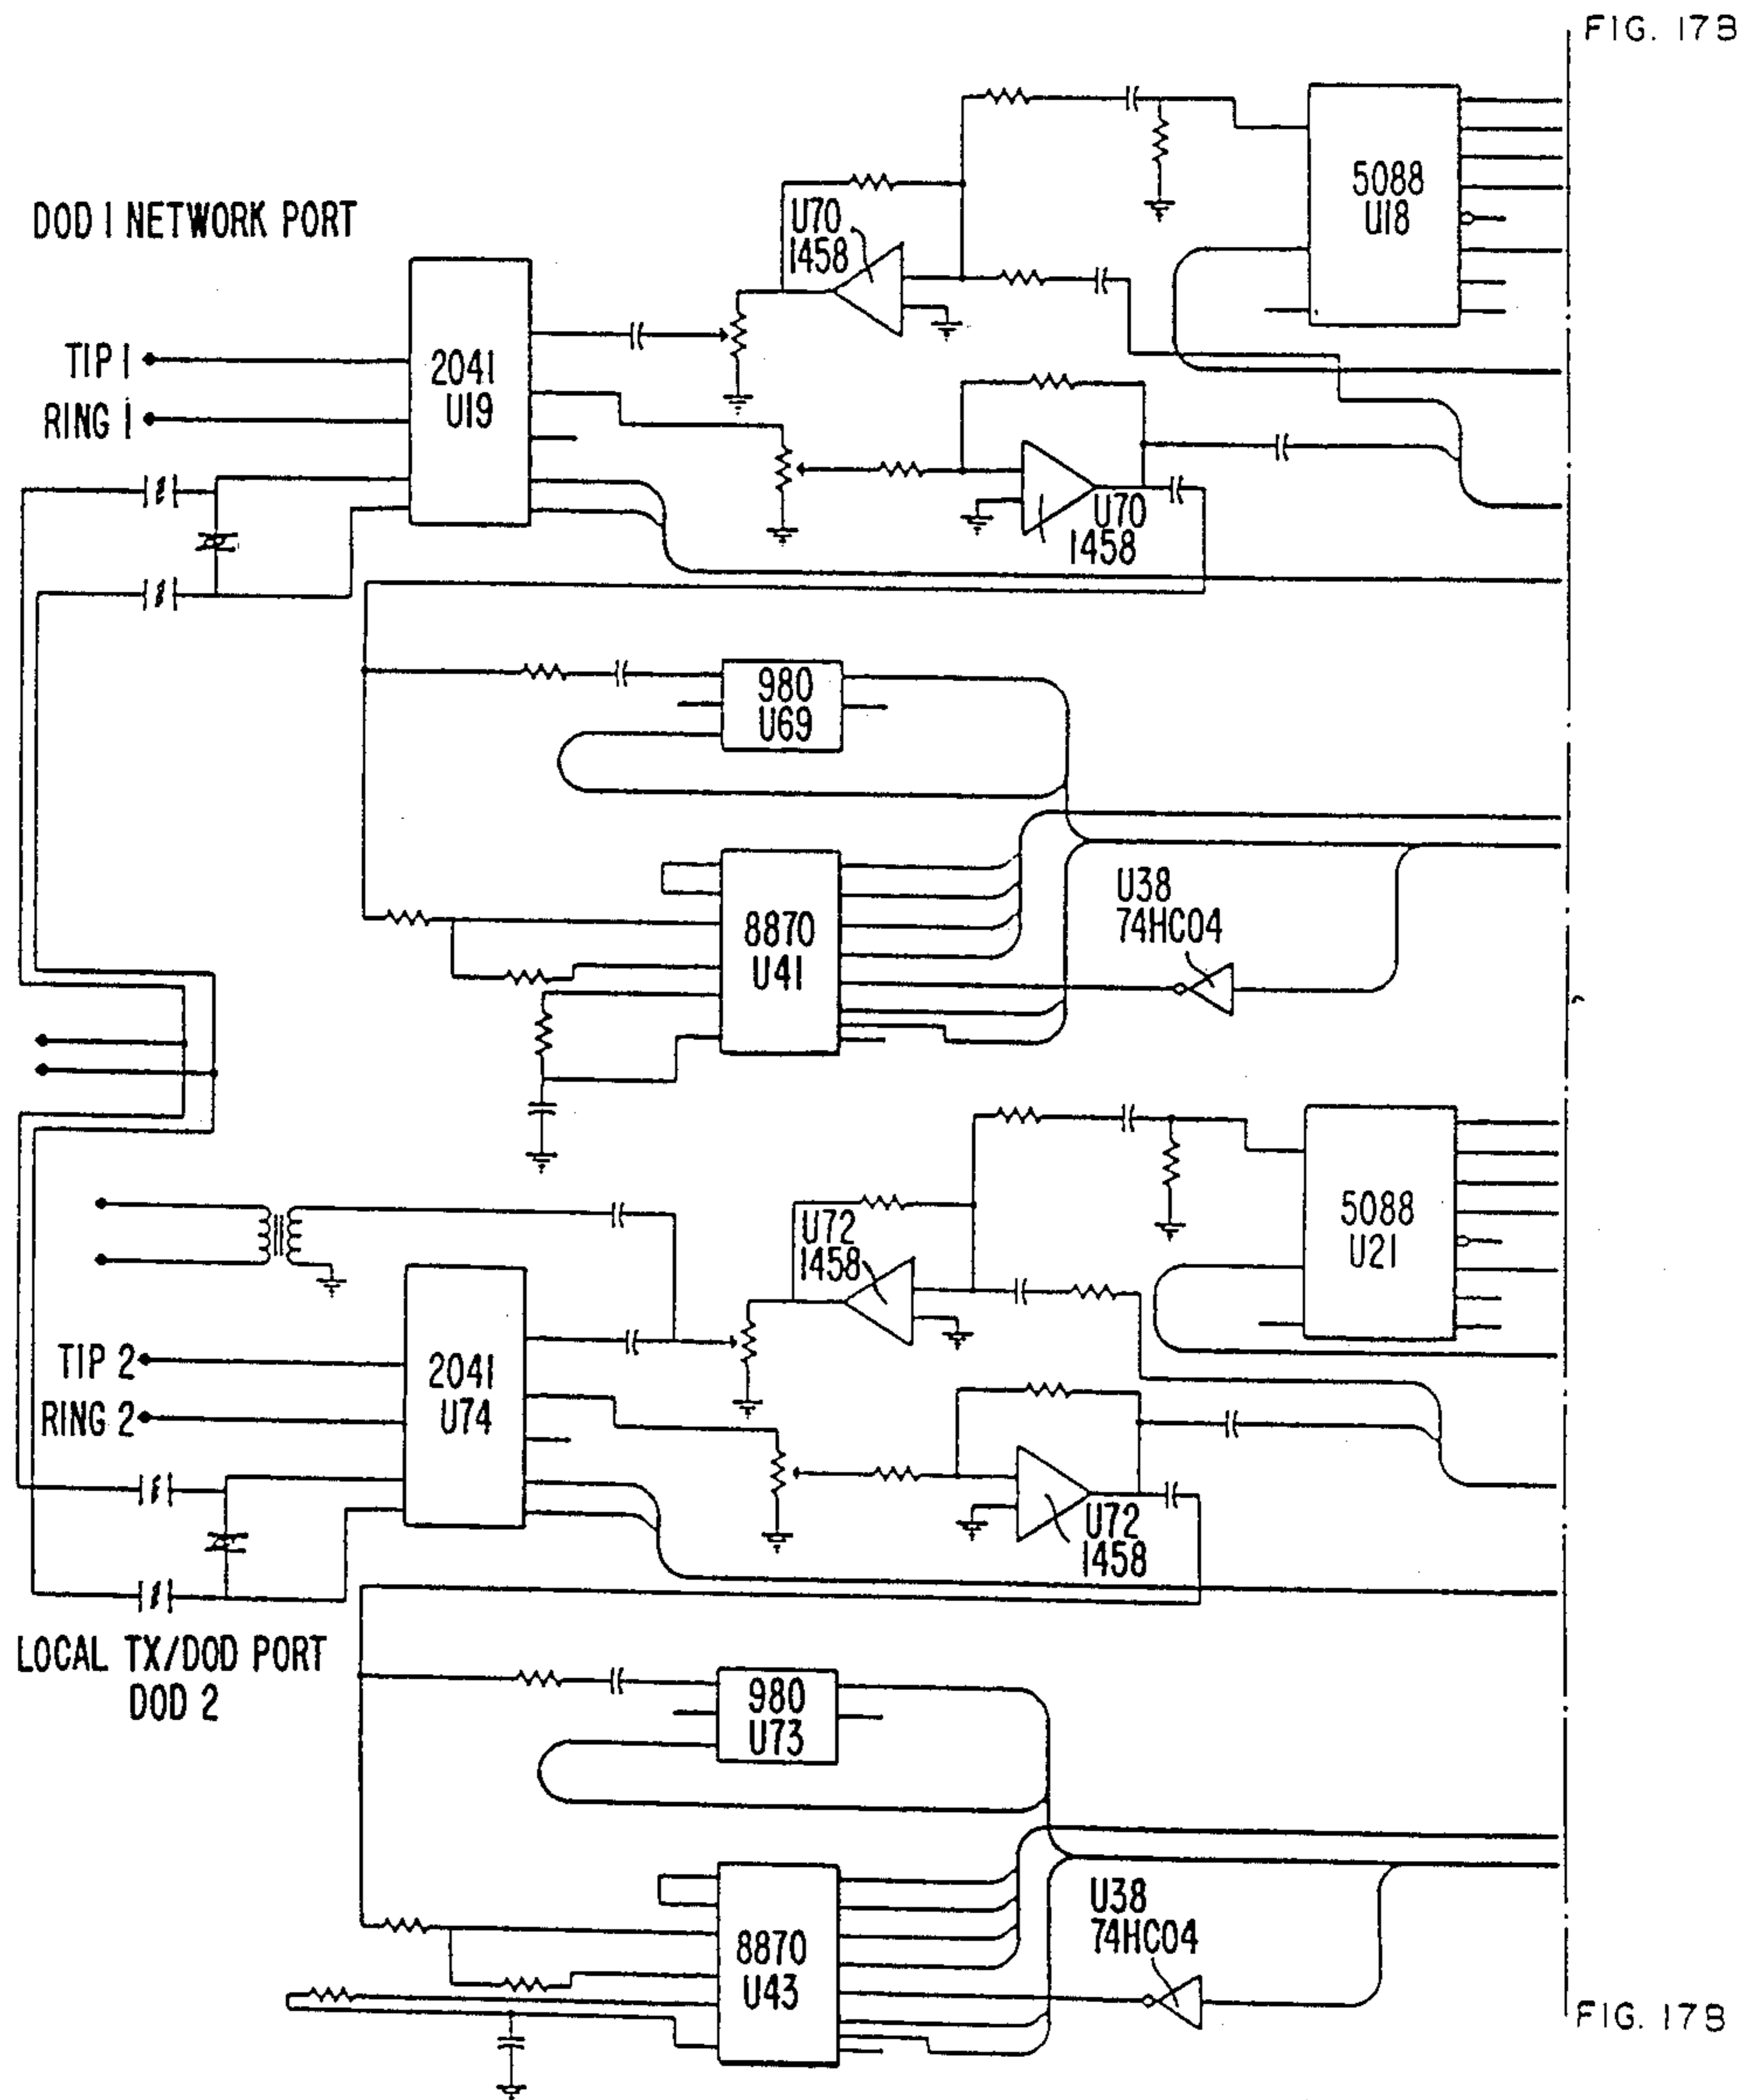 FIG. 17B
5088
U18
DOD 1 NETWORK PORT
U70
1458
TIP 1
RING 1
2041
U19
U70
1458
980
U69
8870
U41
U38
74HC04
5088
U21
U72
1458
TIP 2
RING 2
2041
U74
U72
1458
LOCAL TX/DOD PORT
DOD 2
980
U73
8870
U43
U38
74HC04
FIG. 17B